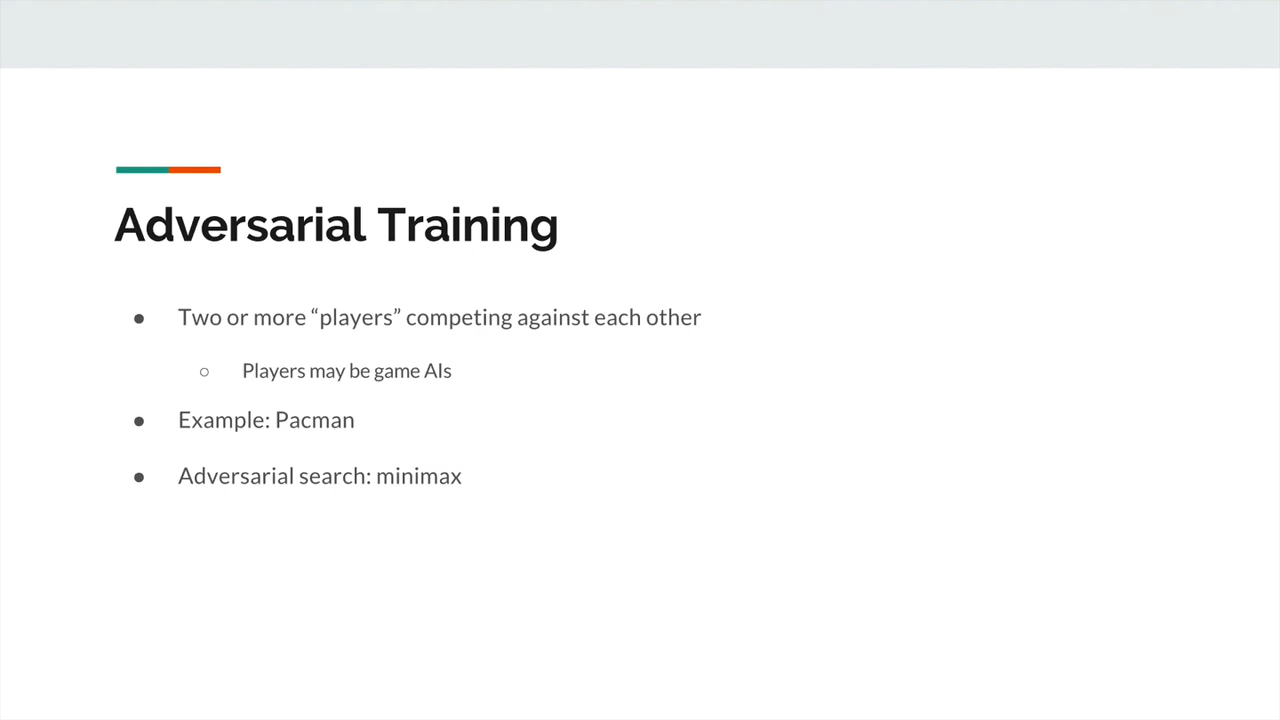 Adversarial Training
● Two or more “players” competing against each other
○ Players may be game AIs
● Example: Pacman
● Adversarial search: minimax